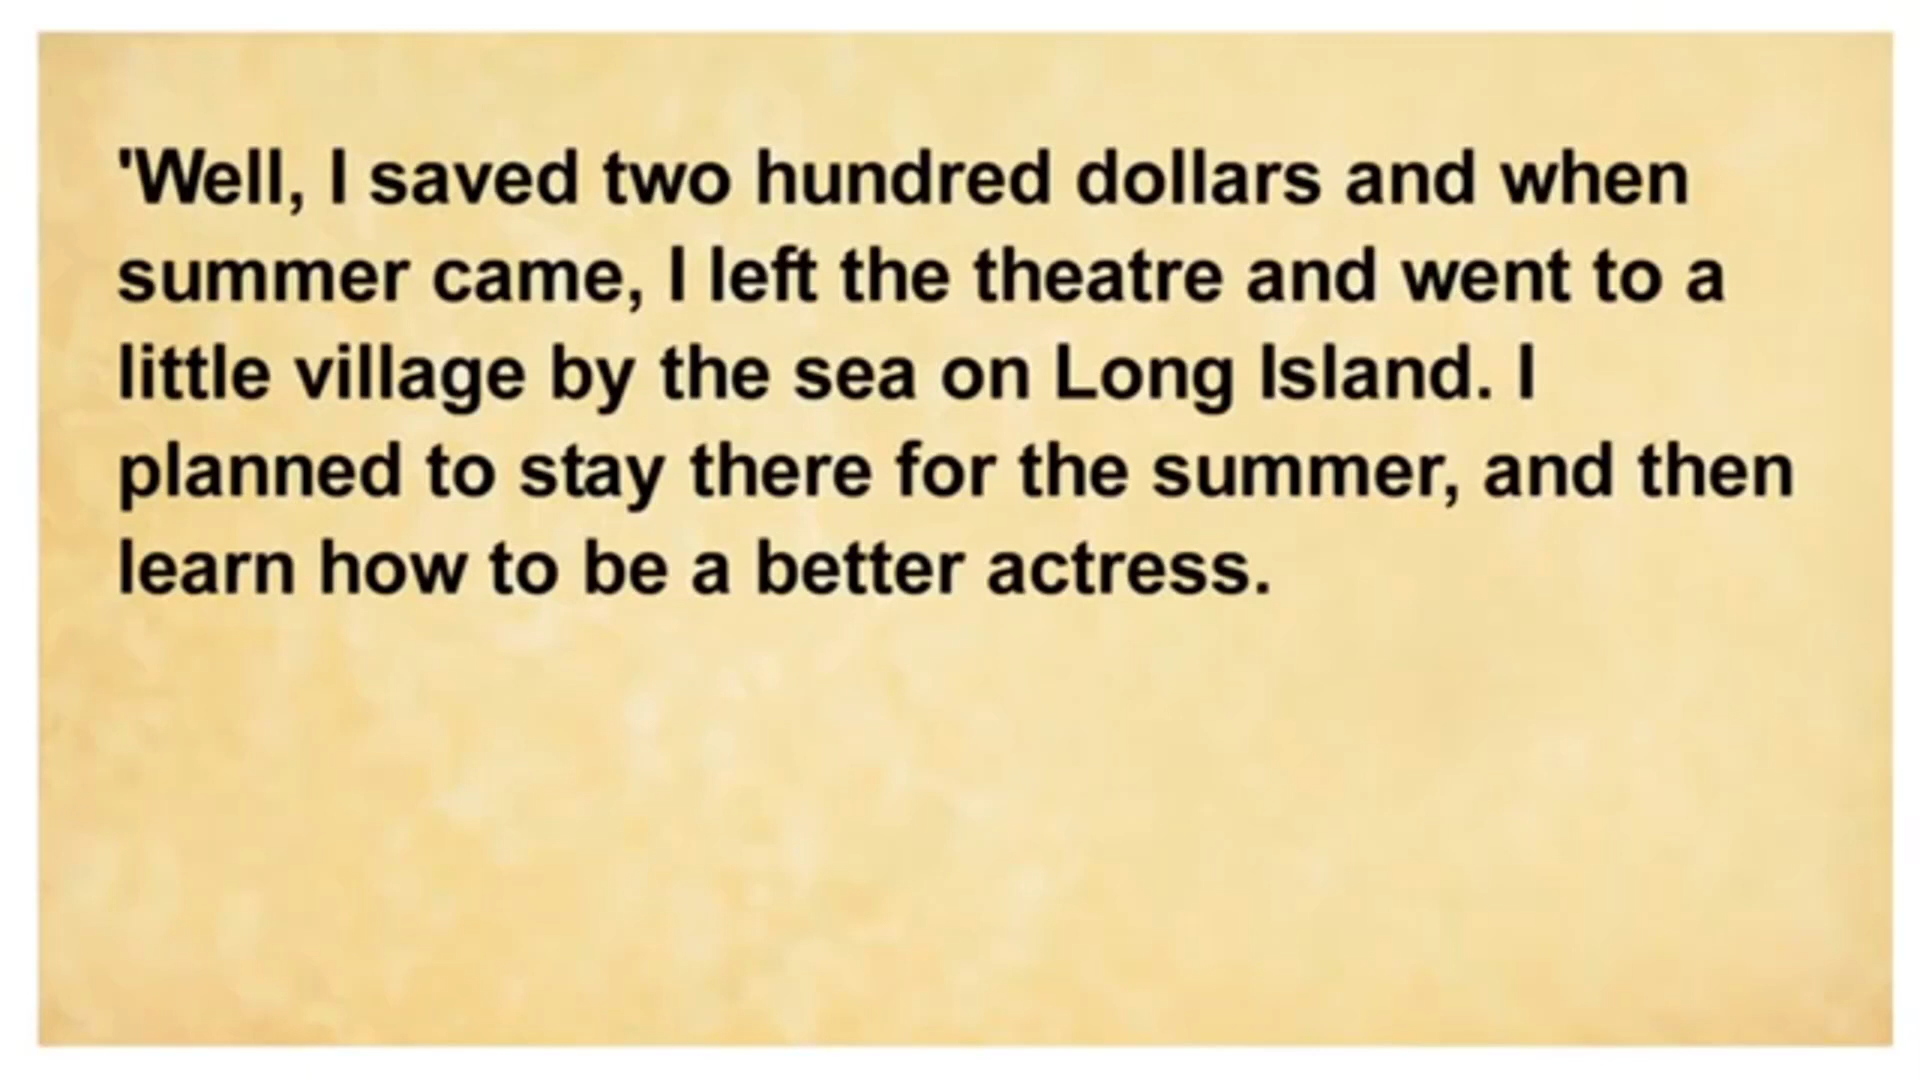 'Well, I saved two hundred dollars and when
summer came, I left the theatre and went to a
little village by the sea on Long Island. I
planned to stay there for the summer, and then
learn how to be a better actress.